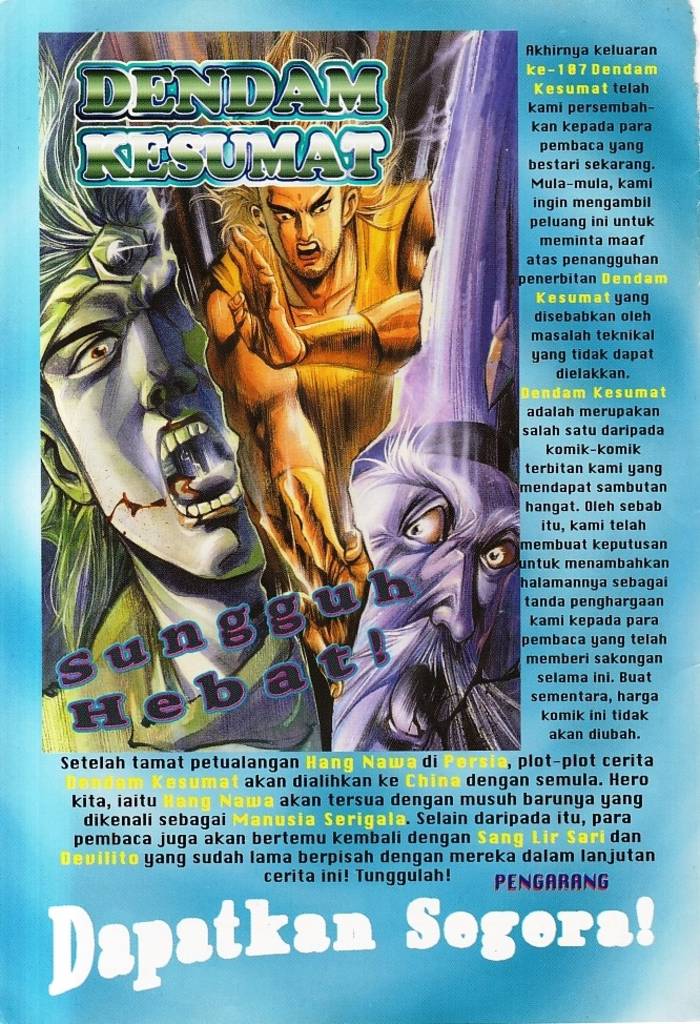 DENDAM
KESUMAT
Akhirnya keluaran
ke-107 Dendam
Kesumat telah
kami persembah-
kan kepada para
pembaca yang
bestari sekarang.
Mula-mula, kami
ingin mengambil
peluang ini untuk
meminta maaf
atas penangguhan
penerbitan Dendam
Kesumat yang
disebabkan oleh
masalah teknikal
yang tidak dapat
dielakkan.
Dendam Kesumat
adalah merupakan
salah satu daripada
komik-komik
terbitan kami yang
mendapat sambutan
hangat. Oleh sebab
itu, kami telah
membuat keputusan
untuk menambahkan
halamannya sebagai
tanda penghargaan
kami kepada para
pembaca yang telah
memberi sakongan
selama ini. Buat
sementara, harga
komik ini tidak
akan diubah.
Sungguh
Hebat!
Setelah tamat petualangan Hang Nawa di Persia, plot-plot cerita
Dendam Kesumat akan dialihkan ke China dengan semula. Hero
kita, iaitu Hang Nawa akan tersua dengan musuh barunya yang
dikenali sebagai Manusia Serigala. Selain daripada itu, para
pembaca juga akan bertemu kembali dengan Sang Lir Sari dan
Devilito yang sudah lama berpisah dengan mereka dalam lanjutan
cerita ini! Tunggulah!
PENGARANG
Dapatkan Segera!